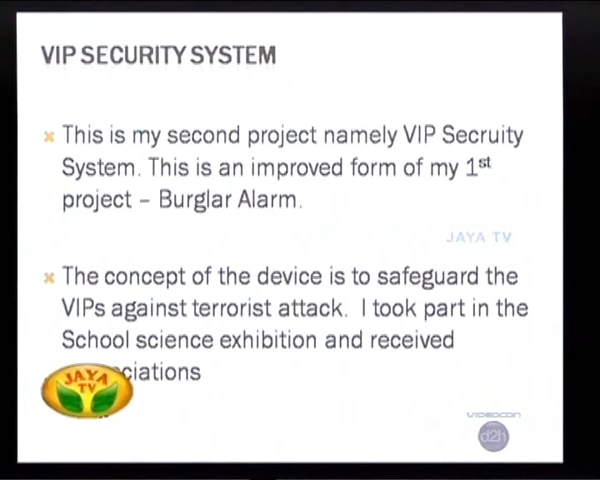 VIP SECURITY SYSTEM
This is my second project namely VIP Secruity
System. This is an improved form of my 1st
project – Burglar Alarm.
JAYA TV
The concept of the device is to safeguard the
VIPs against terrorist attack. I took part in the
School science exhibition and received
ciations
JAYA
TV
VIDEOCON
d2h